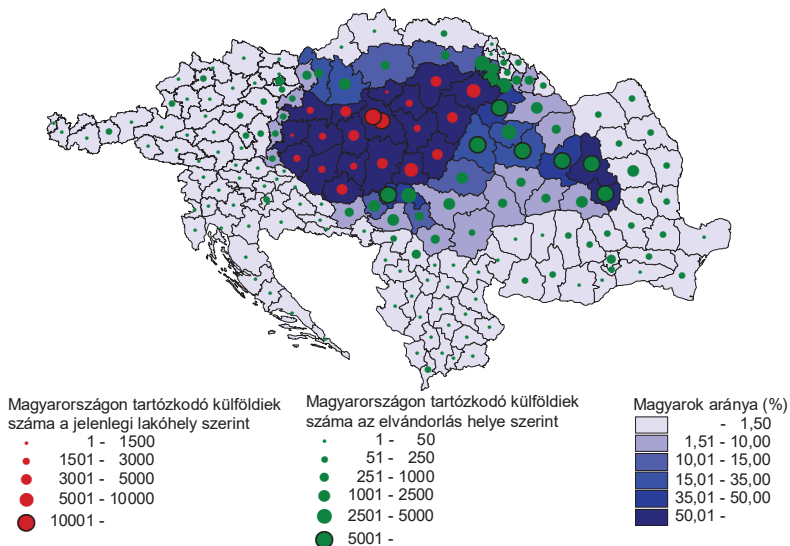 Magyarországon tartózkodó külföldiek
száma a jelenlegi lakóhely szerint
1 - 1500
1501 - 3000
3001 - 5000
5001 - 10000
10001 -
Magyarországon tartózkodó külföldiek
száma az elvándorlás helye szerint
1 - 50
51 - 250
251 - 1000
1001 - 2500
2501 - 5000
5001 -
Magyarok aránya (%)
- 1,50
1,51 - 10,00
10,01 - 15,00
15,01 - 35,00
35,01 - 50,00
50,01 -